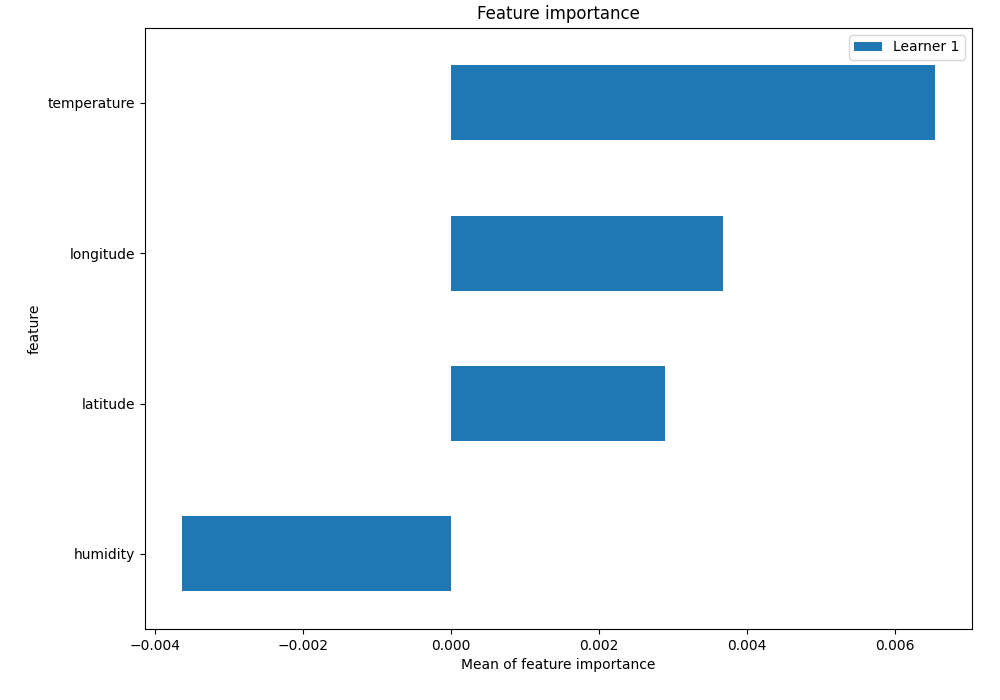 Feature importance
Learner 1
temperature
longitude
latitude
humidity
feature
−0.004 −0.002 0.000 0.002 0.004 0.006
Mean of feature importance